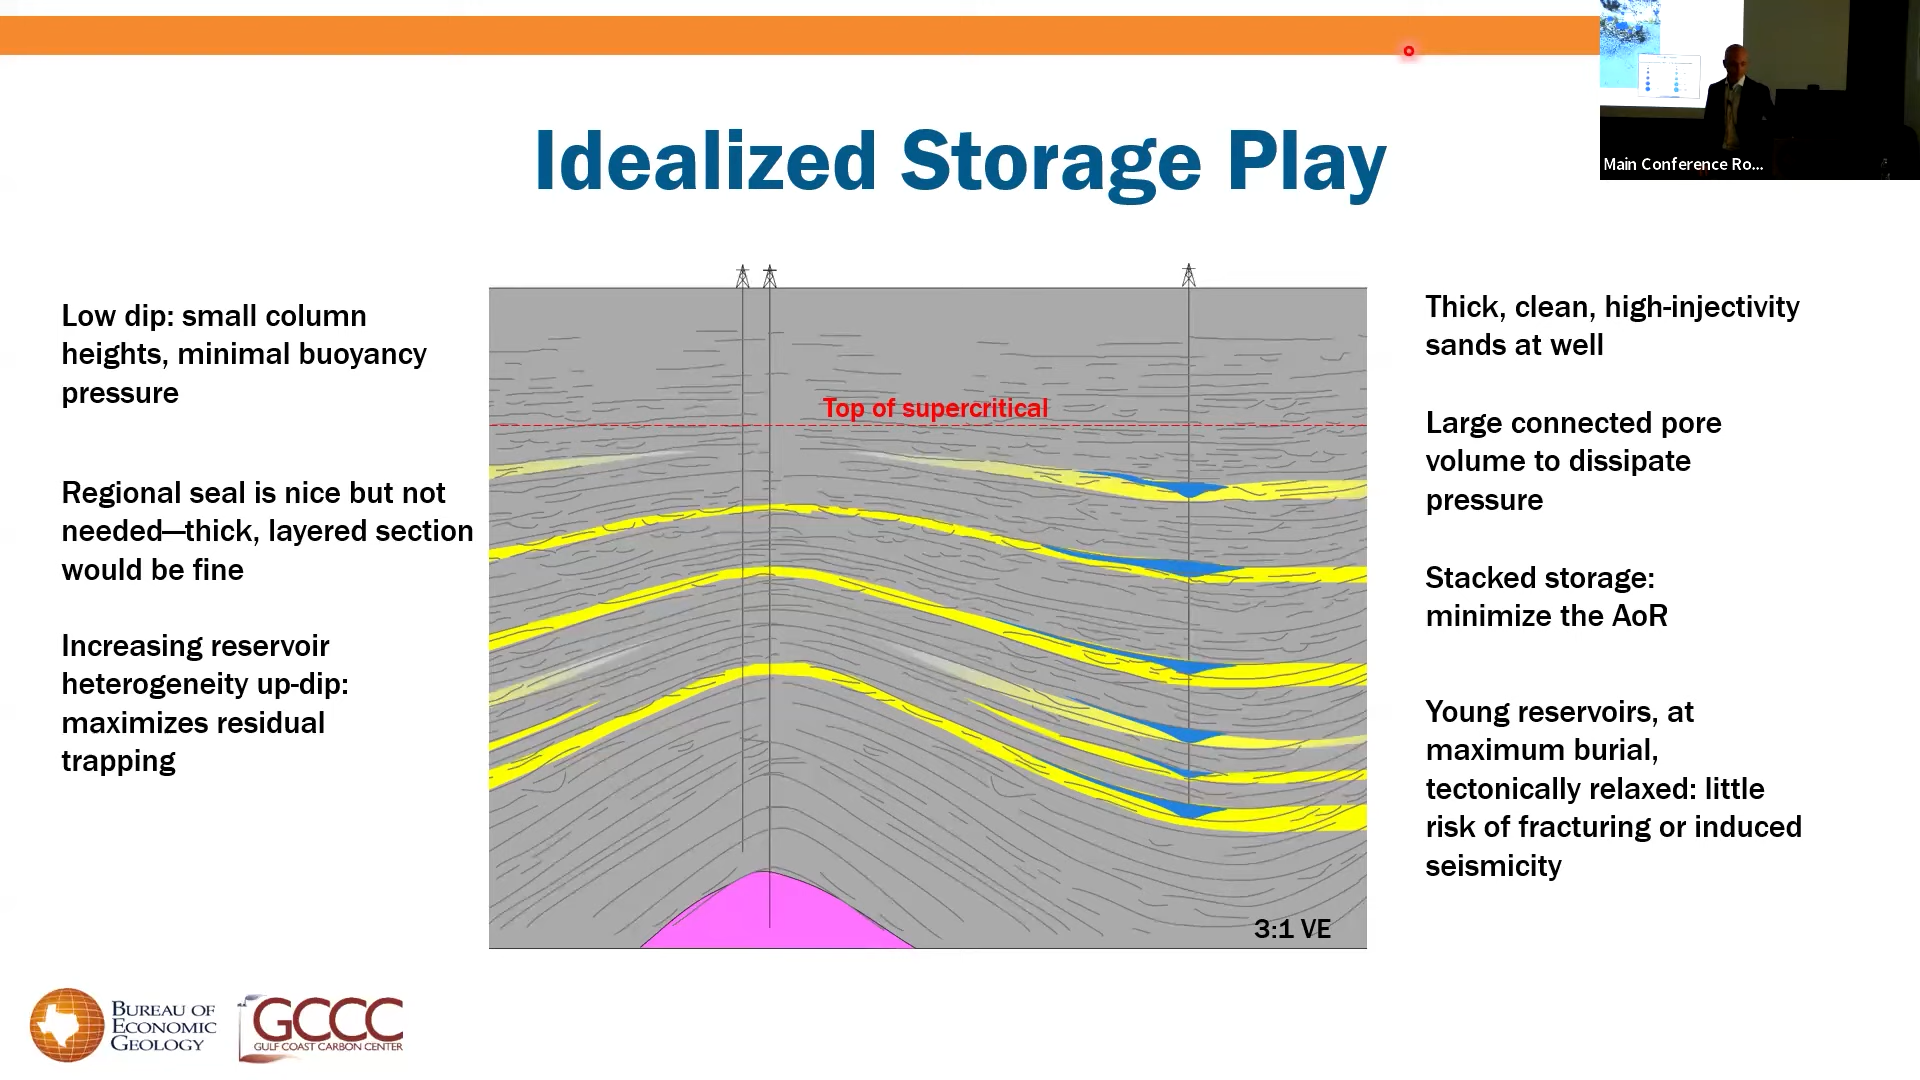 Main Conference Ro...
Idealized Storage Play
Low dip: small column
heights, minimal buoyancy
pressure
Regional seal is nice but not
needed—thick, layered section
would be fine
Increasing reservoir
heterogeneity up-dip:
maximizes residual
trapping
Top of supercritical
3:1 VE
Thick, clean, high-injectivity
sands at well
Large connected pore
volume to dissipate
pressure
Stacked storage:
minimize the AoR
Young reservoirs, at
maximum burial,
tectonically relaxed: little
risk of fracturing or induced
seismicity
BUREAU OF
ECONOMIC
GEOLOGY
GCCC
GULF COAST CARBON CENTER